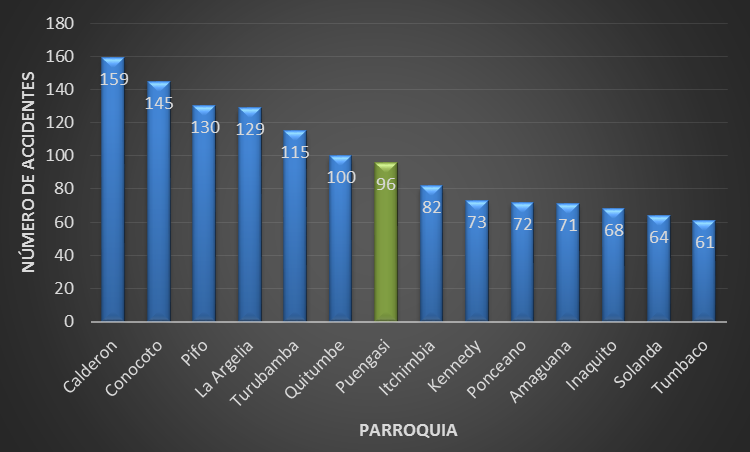 NÚMERO DE ACCIDENTES
180
160
140
120
100
80
60
40
20
0
159
145
130
129
115
100
96
82
73
72
71
68
64
61
Calderon
Conocoto
Pifo
La Argelia
Turubamba
Quitumbe
Puengasi
Itchimbia
Kennedy
Ponceano
Amaguana
Inaquito
Solanda
Tumbaco
PARROQUIA